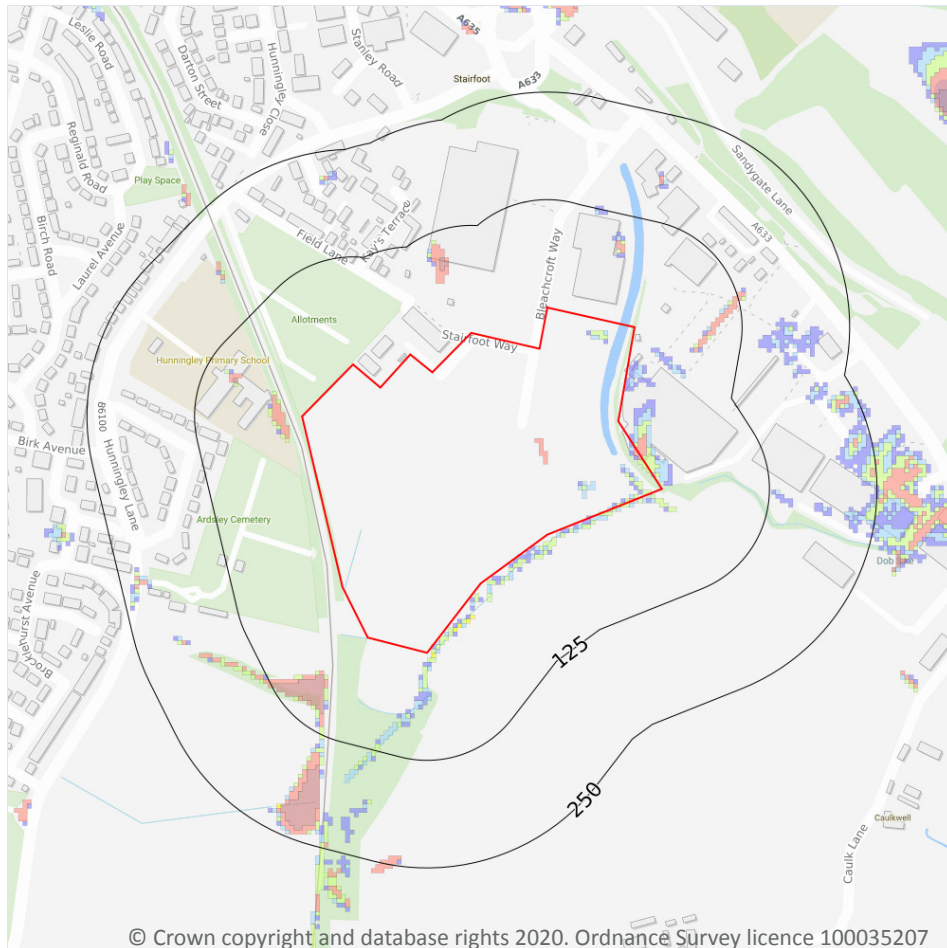 Leslie Road
Darton Street
Hunningley Close
Stanley Road
A635
Stairfoot
A633
Reginald Road
Play Space
Birch Road
Laurel Avenue
Field Lane
Kay's Terrace
Sandygate Lane
A633
Bleachcroft Way
Allotments
Stairfoot Way
Hunningley Primary School
B6100
Birk Avenue
Hunningley Lane
Ardsley Cemetery
Brocklehurst Avenue
125
250
Caulkwell
Caulk Lane
© Crown copyright and database rights 2020. Ordnance Survey licence 100035207